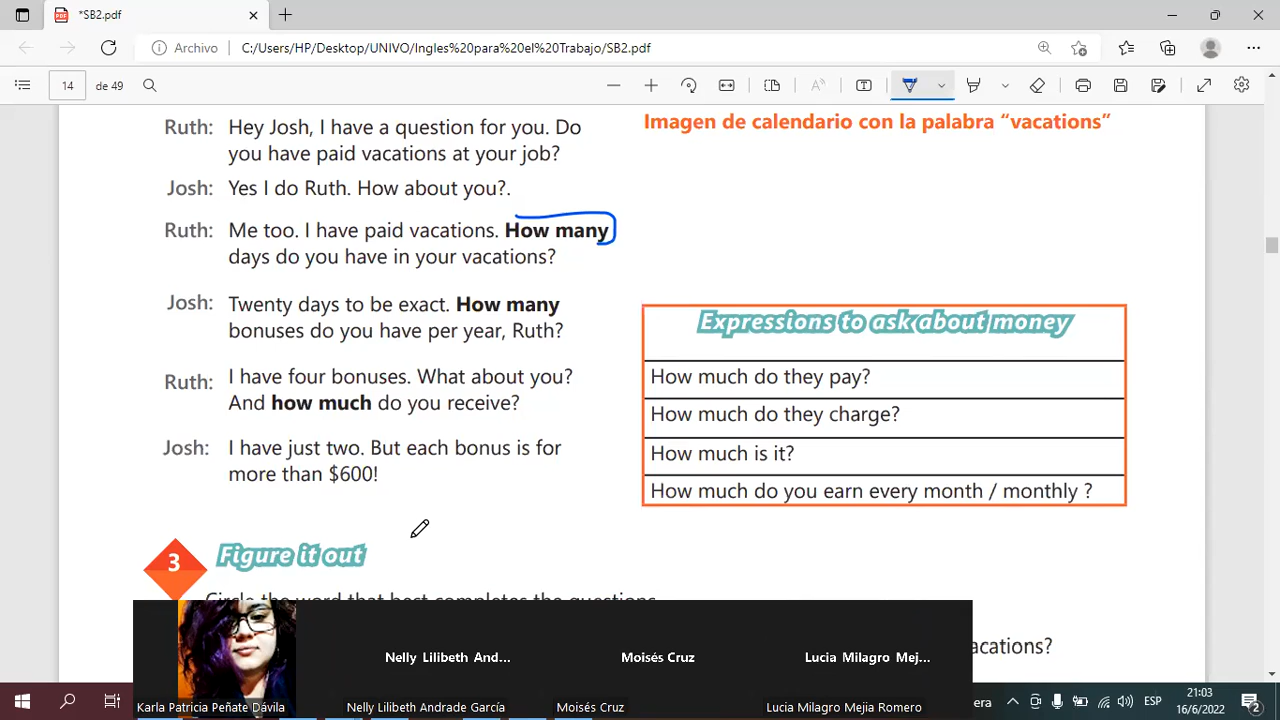 *SB2.pdf
Archivo
C:/Users/HP/Desktop/UNIVO/Ingles%20para%20el%20Trabajo/SB2.pdf
14 de 49
Ruth: Hey Josh, I have a question for you. Do
you have paid vacations at your job?
Josh: Yes I do Ruth. How about you?.
Ruth: Me too. I have paid vacations. How many
days do you have in your vacations?
Josh: Twenty days to be exact. How many
bonuses do you have per year, Ruth?
Ruth: I have four bonuses. What about you?
And how much do you receive?
Josh: I have just two. But each bonus is for
more than $600!
Imagen de calendario con la palabra “vacations”
Expressions to ask about money
How much do they pay?
How much do they charge?
How much is it?
How much do you earn every month / monthly ?
3 Figure it out
Circle the word that best completes the questions
acations?
Nelly Lilibeth And...
Moisés Cruz
Lucia Milagro Mej...
Karla Patricia Peñate Dávila
Nelly Lilibeth Andrade García
Moisés Cruz
Lucia Milagro Mejia Romero
era
ESP
21:03
16/6/2022
2